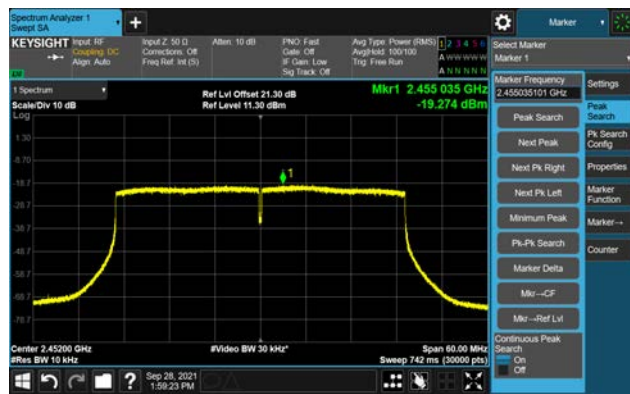 Spectrum Analyzer 1
Swept SA
+
Marker
KEYSIGHT
Input: RF
Coupling: DC
Align: Auto
Input Z: 50 Ω
Corrections: Off
Freq Ref: Int (S)
Atten: 10 dB
PNO: Fast
Gate: Off
IF Gain: Low
Sig Track: Off
Avg Type: Power (RMS)
Avg|Hold: 100/100
Trig: Free Run
1 2 3 4 5 6
A W W W W W
A N N N N N
Select Marker
Marker 1
Marker Frequency
2.455035101 GHz
Settings
Peak Search
Next Peak
Next Pk Right
Next Pk Left
Minimum Peak
Pk-Pk Search
Marker Delta
Mkr→CF
Mkr→Ref Lvl
Continuous Peak
Search
On
Off
Peak
Search
Pk Search
Config
Properties
Marker
Function
Marker→
Counter
1 Spectrum
Scale/Div 10 dB
Log
Ref Lvl Offset 21.30 dB
Ref Level 11.30 dBm
Mkr1 2.455 035 GHz
-19.274 dBm
1.30
-8.70
-18.7
-28.7
-38.7
-48.7
-58.7
-68.7
-78.7
1
Center 2.45200 GHz
#Res BW 10 kHz
#Video BW 30 kHz*
Span 60.00 MHz
Sweep 742 ms (30000 pts)
?
Sep 28, 2021
1:59:23 PM